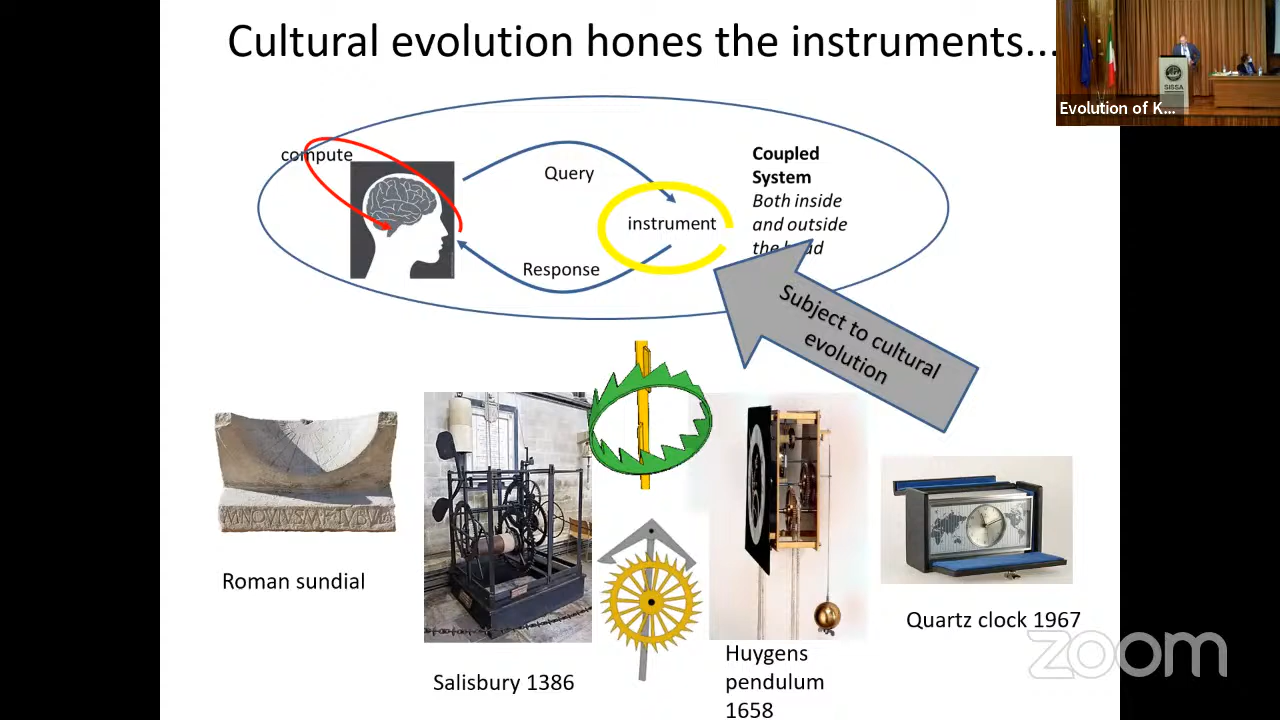 Cultural evolution hones the instruments...
SISSA
Evolution of K...
compute
Query
instrument
Response
Coupled
System
Both inside
and outside
Subject to cultural
evolution
Roman sundial
Salisbury 1386
Huygens
pendulum
1658
Quartz clock 1967
zoom